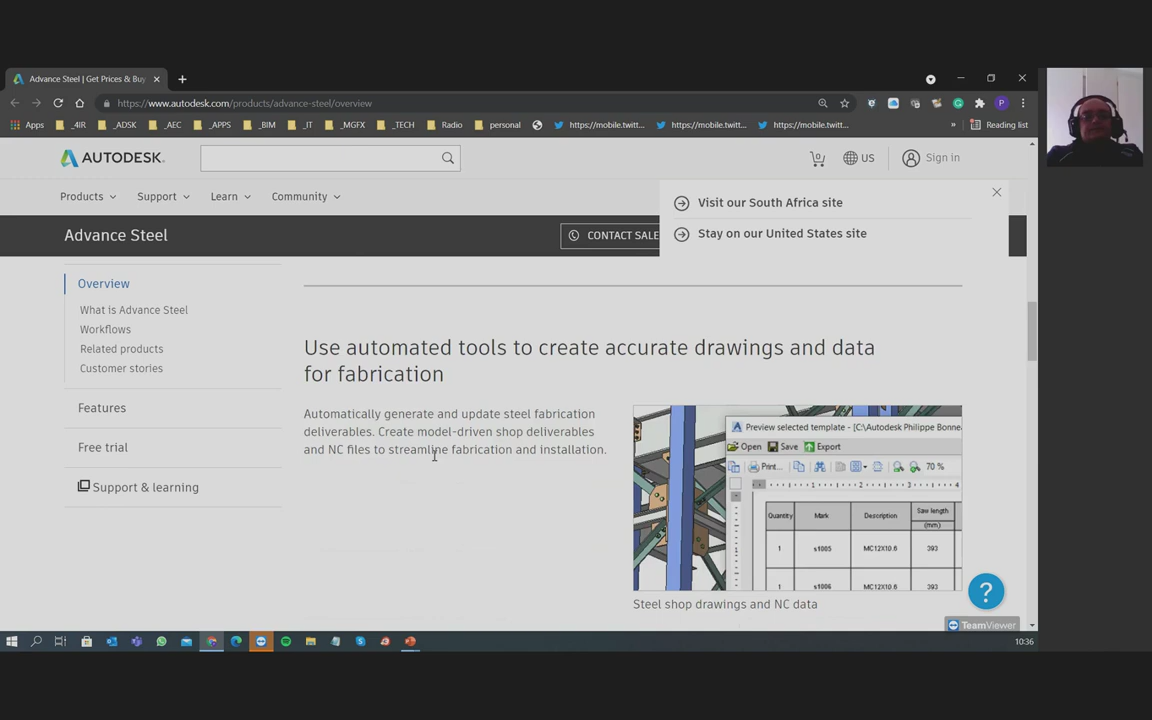 Advance Steel | Get Prices & Buy
https://www.autodesk.com/products/advance-steel/overview
Apps _4IR _ADSK _AEC _APPS _BIM _IT _MGFX _TECH Radio personal https://mobile.twitt... https://mobile.twitt... https://mobile.twitt... » Reading list
AUTODESK. 0 US Sign in
Products Support Learn Community
Visit our South Africa site
Stay on our United States site
Advance Steel CONTACT SALE
Overview
What is Advance Steel
Workflows
Related products
Customer stories
Features
Free trial
Support & learning
Use automated tools to create accurate drawings and data
for fabrication
Automatically generate and update steel fabrication
deliverables. Create model-driven shop deliverables
and NC files to streamline fabrication and installation.
Preview selected template - [C:\Autodesk Philippe Bonnea
Open Save Export
Print... 70 %
Quantity Mark Description Saw length
(mm)
1 s1005 MC12X10.6 393
1 s1006 MC12X10.6 393
Steel shop drawings and NC data
?
TeamViewer
10:36